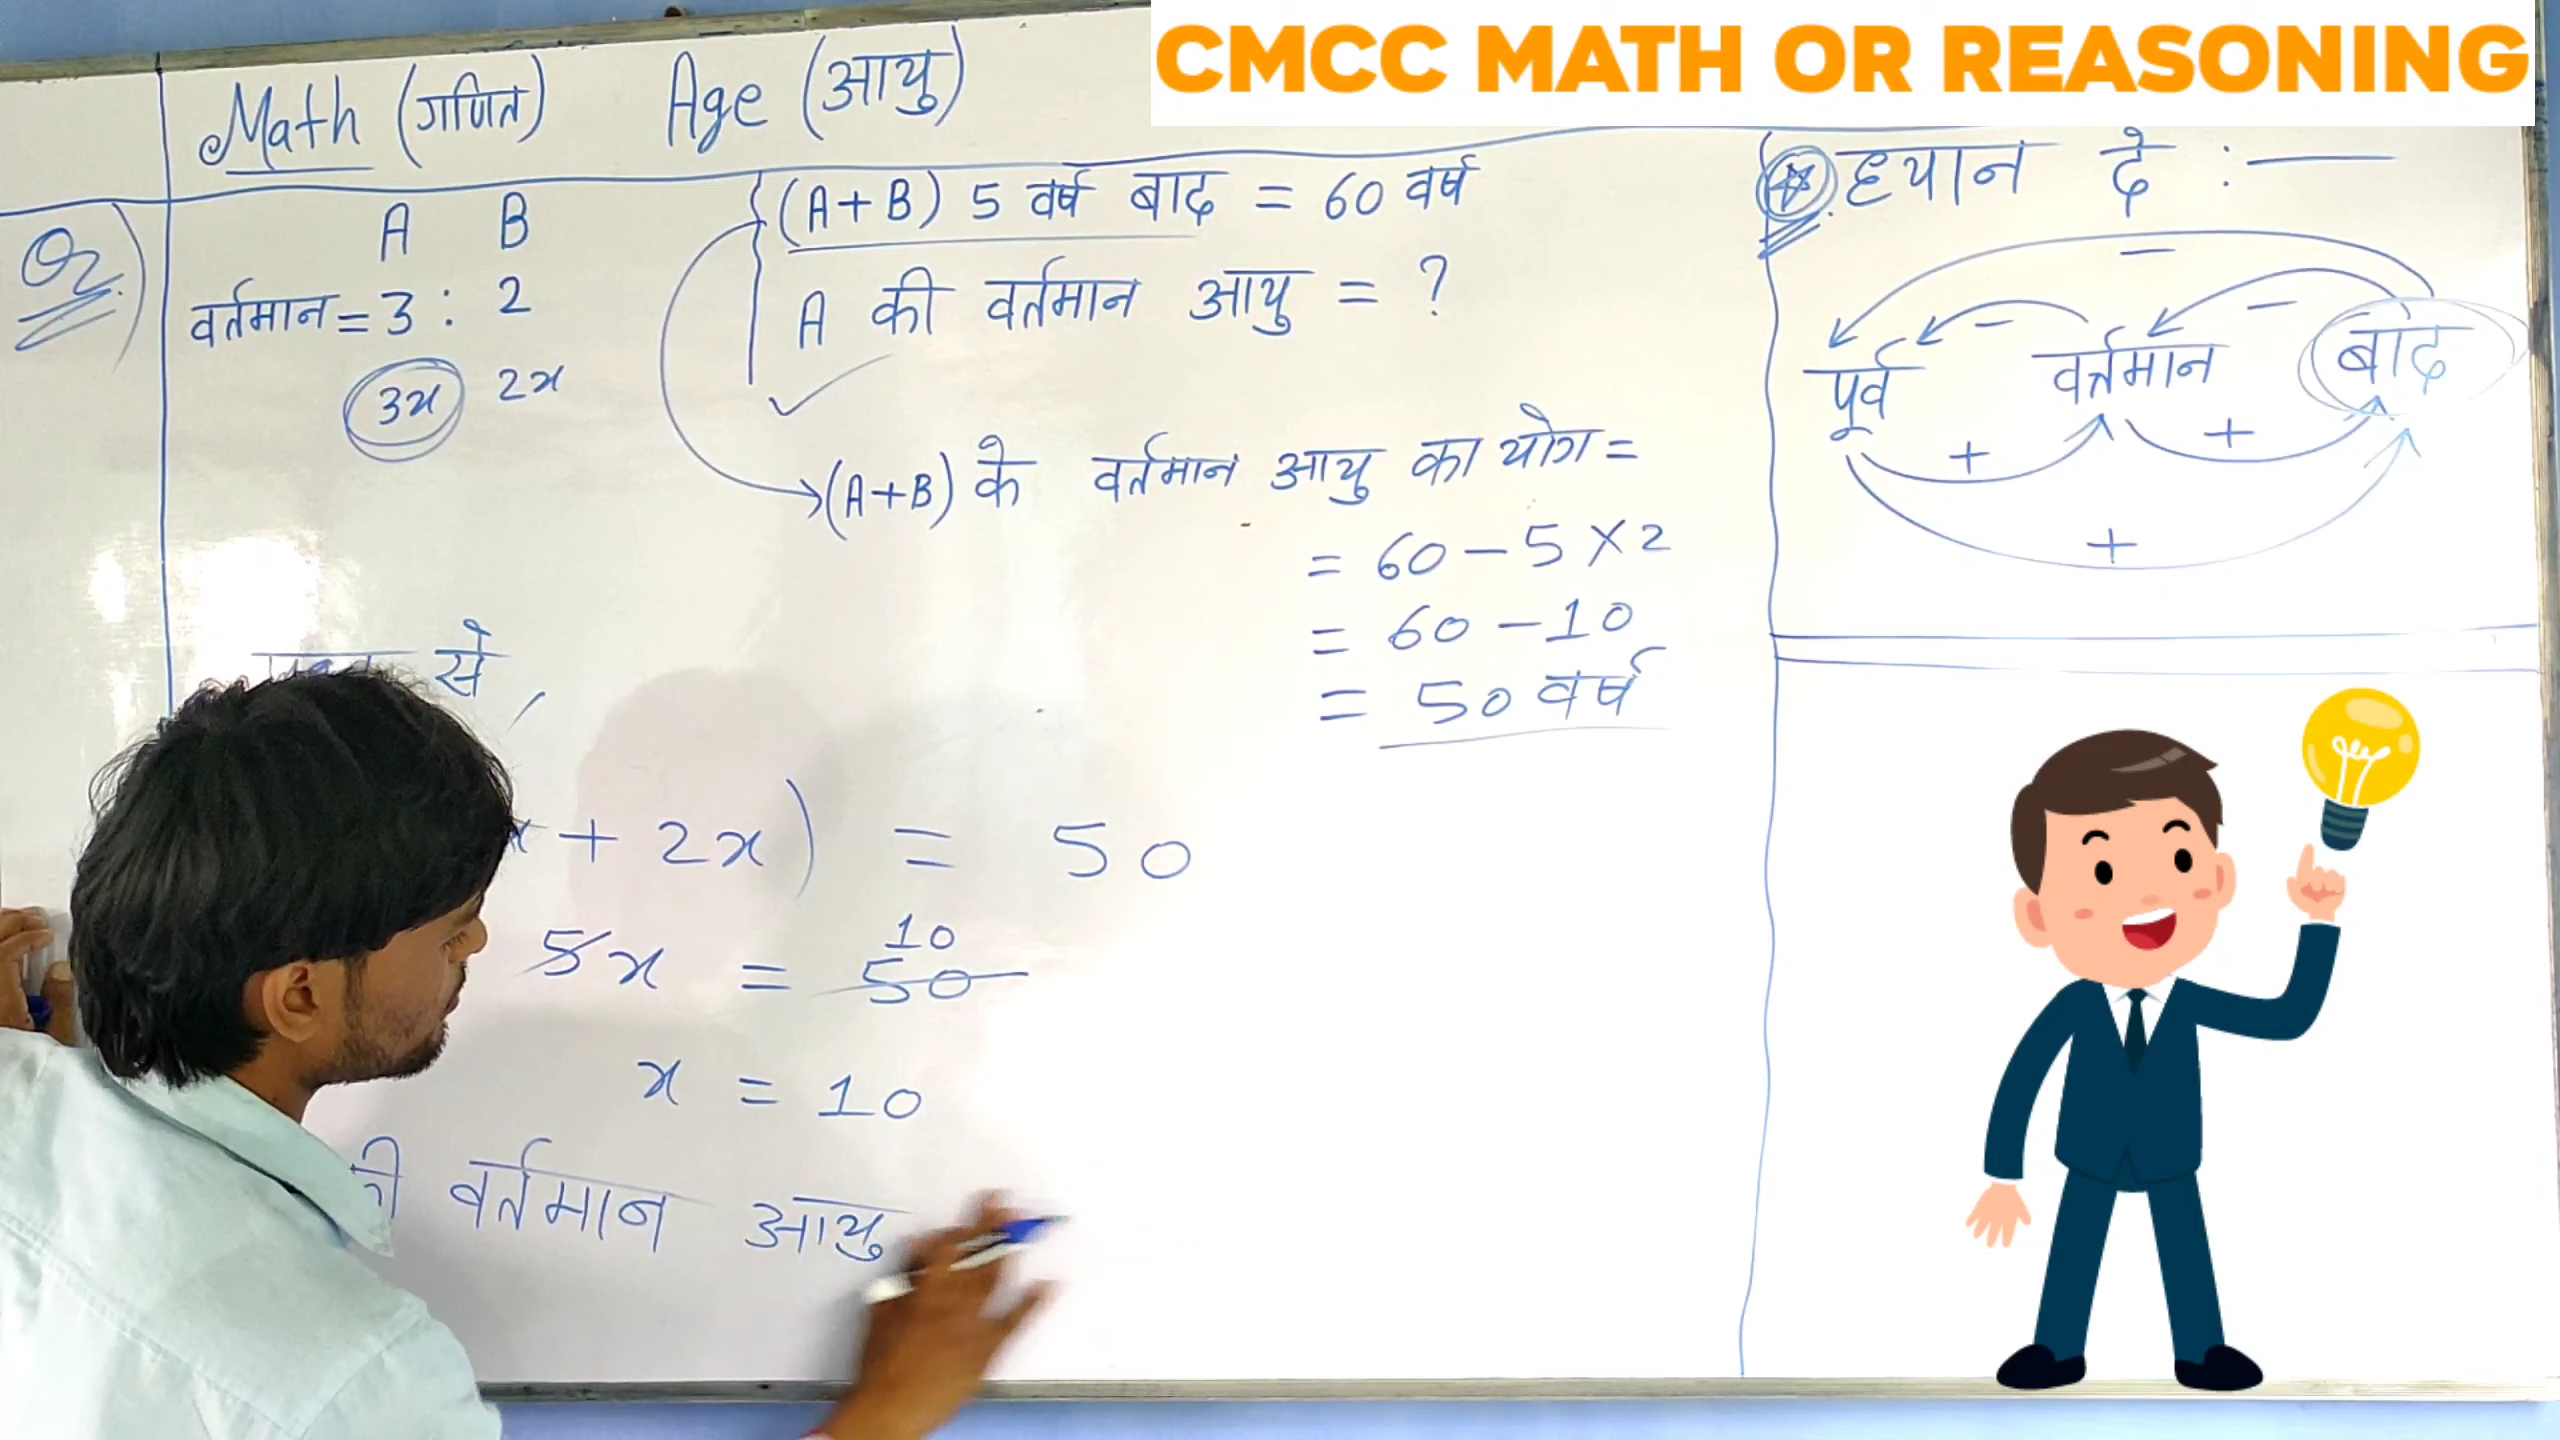 CMCC MATH OR REASONING
Math (गणित) Age (आयु)
A B
वर्तमान = 3 : 2
3x 2x
(A+B) 5 वर्ष बाद = 60 वर्ष
A की वर्तमान आयु = ?
(A+B) के वर्तमान आयु का योग =
= 60 - 5 × 2
= 60 - 10
= 50 वर्ष
से,
+ 2x) = 50
10
5x = 50
x = 10
की वर्तमान आयु
ध्यान दे :—
- - -
पूर्व वर्तमान बाद
+ +
+